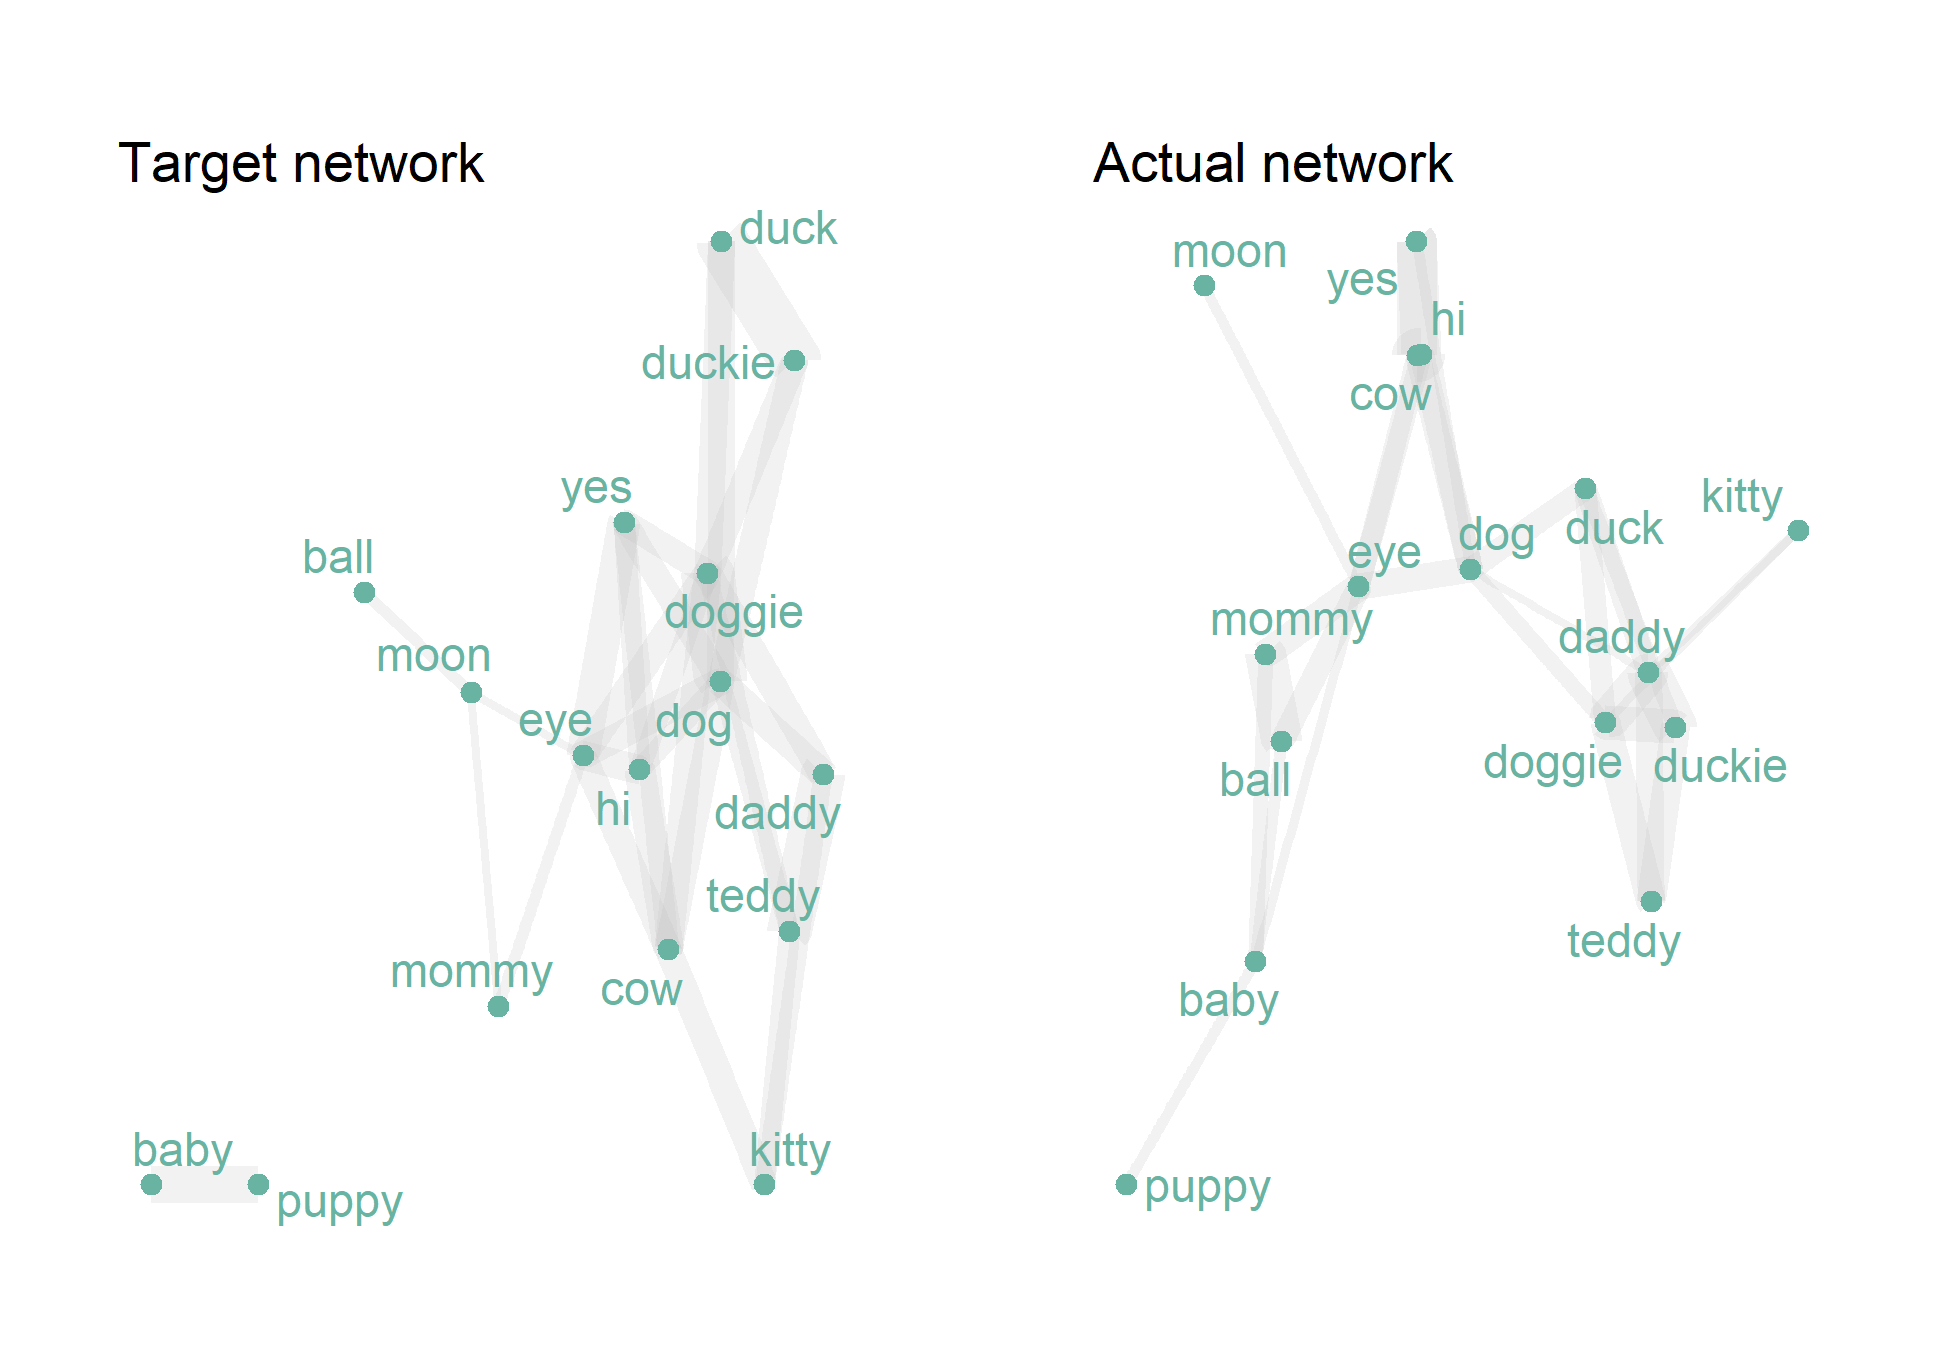 Target network
duck
duckie
yes
ball
doggie
moon
eye
dog
hi
daddy
teddy
mommy
cow
baby
puppy
kitty
Actual network
moon
yes
hi
cow
kitty
duck
dog
eye
mommy
daddy
ball
doggie
duckie
teddy
baby
puppy